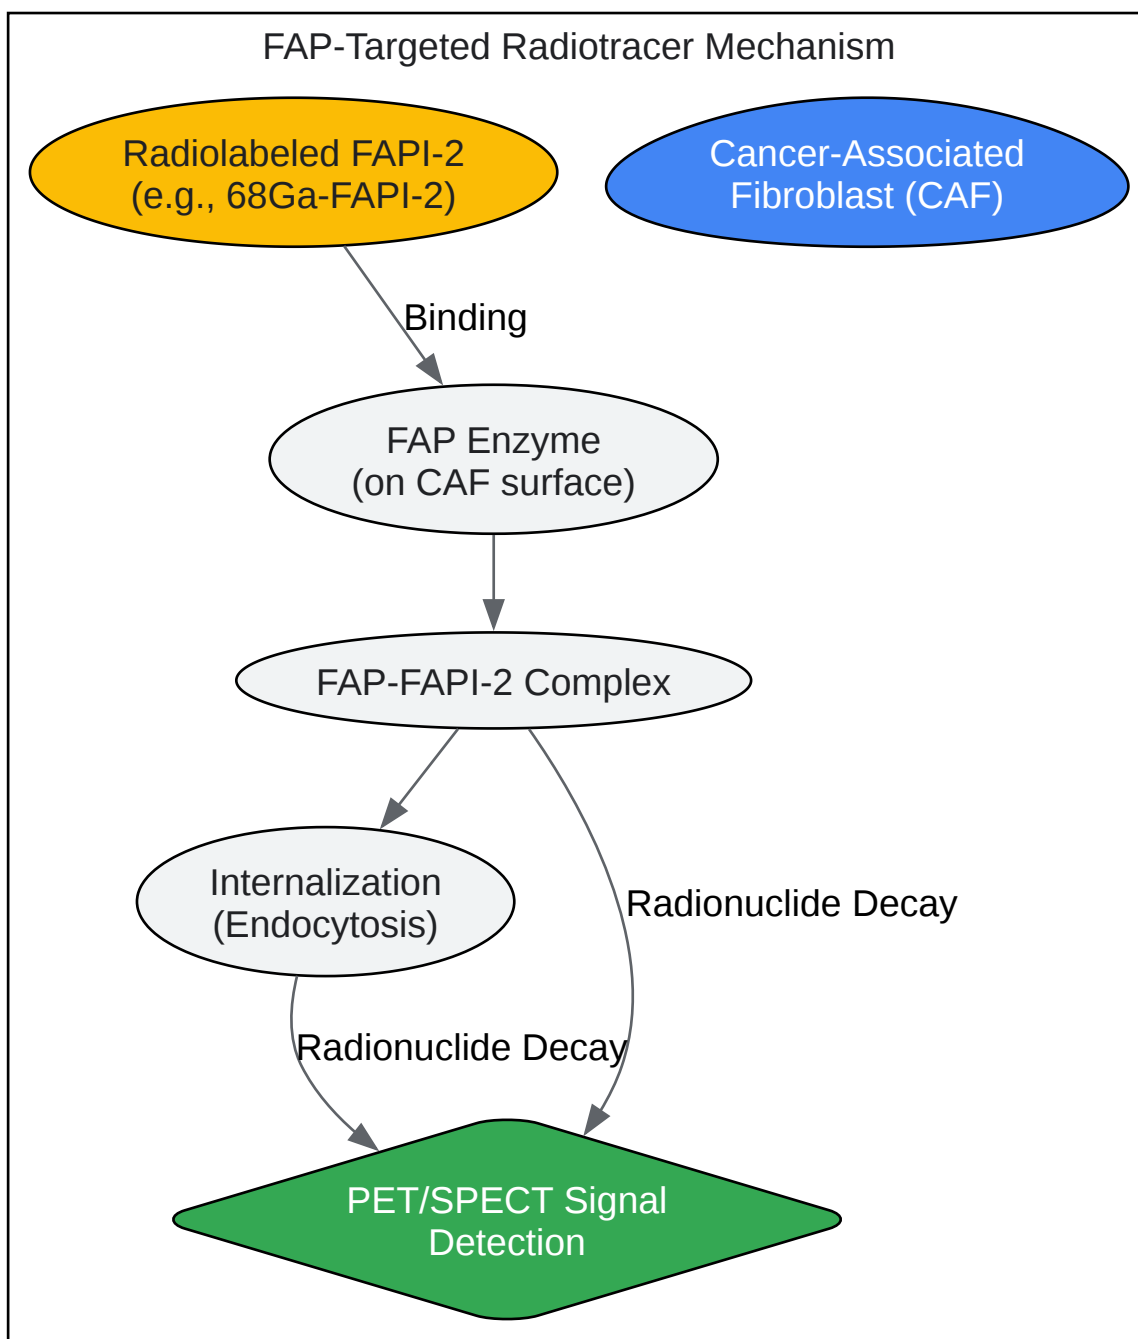 FAP-Targeted Radiotracer Mechanism
Radiolabeled FAPI-2
(e.g., 68Ga-FAPI-2)
Cancer-Associated
Fibroblast (CAF)
Binding
FAP Enzyme
(on CAF surface)
FAP-FAPI-2 Complex
Internalization
(Endocytosis)
Radionuclide Decay
Radionuclide Decay
PET/SPECT Signal
Detection